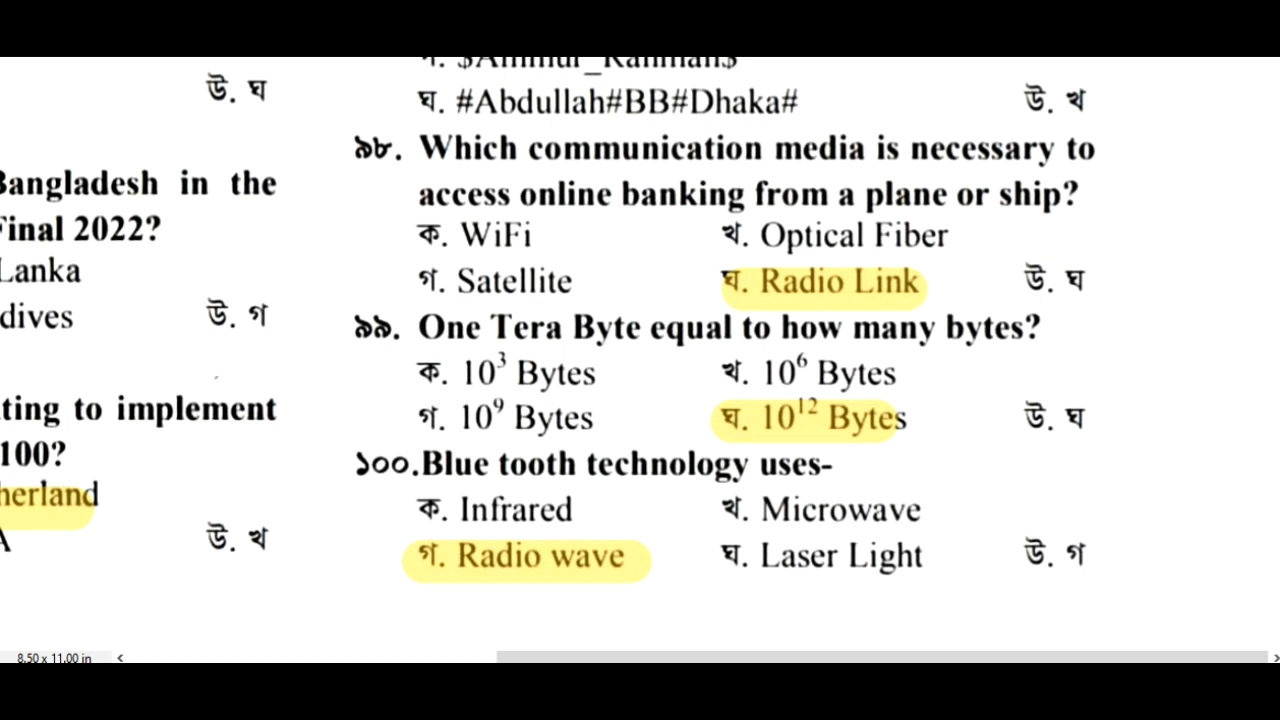 উ. ঘ
Bangladesh in the
Final 2022?
Lanka
dives
উ. গ
ting to implement
100?
herland
A
উ. খ
ঘ. #Abdullah#BB#Dhaka#
উ. খ
৯৮. Which communication media is necessary to
access online banking from a plane or ship?
ক. WiFi
খ. Optical Fiber
গ. Satellite
ঘ. Radio Link
উ. ঘ
৯৯. One Tera Byte equal to how many bytes?
ক. 10³ Bytes
খ. 10⁶ Bytes
গ. 10⁹ Bytes
ঘ. 10¹² Bytes
উ. ঘ
১০০. Blue tooth technology uses-
ক. Infrared
খ. Microwave
গ. Radio wave
ঘ. Laser Light
উ. গ
8.50 x 11.00 in